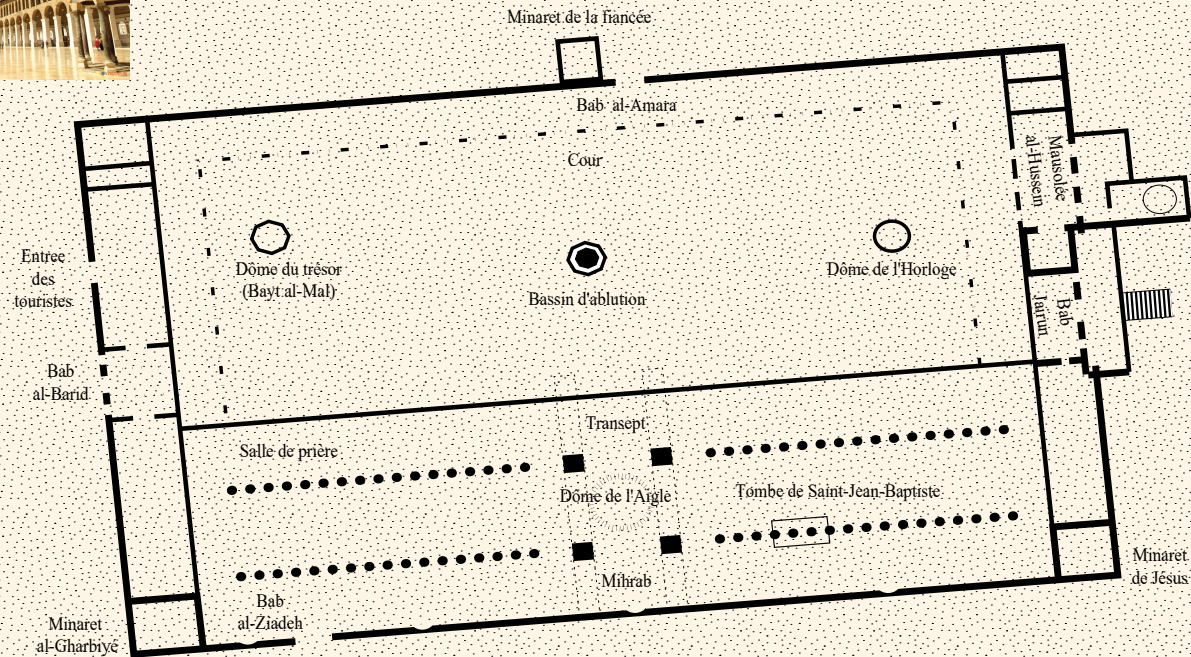 Minaret de la fiancée
Bab al-Amara
Cour
Mausolée
al-Hussein
Entree
des
touristes
Dôme du trésor
(Bayt al-Mal)
Bassin d'ablution
Dôme de l'Horloge
Bab
Jairun
Bab
al-Barid
Transept
Salle de prière
Dôme de l'Aigle
Tombe de Saint-Jean-Baptiste
Mihrab
Minaret
de Jésus
Bab
al-Ziadeh
Minaret
al-Gharbiyé